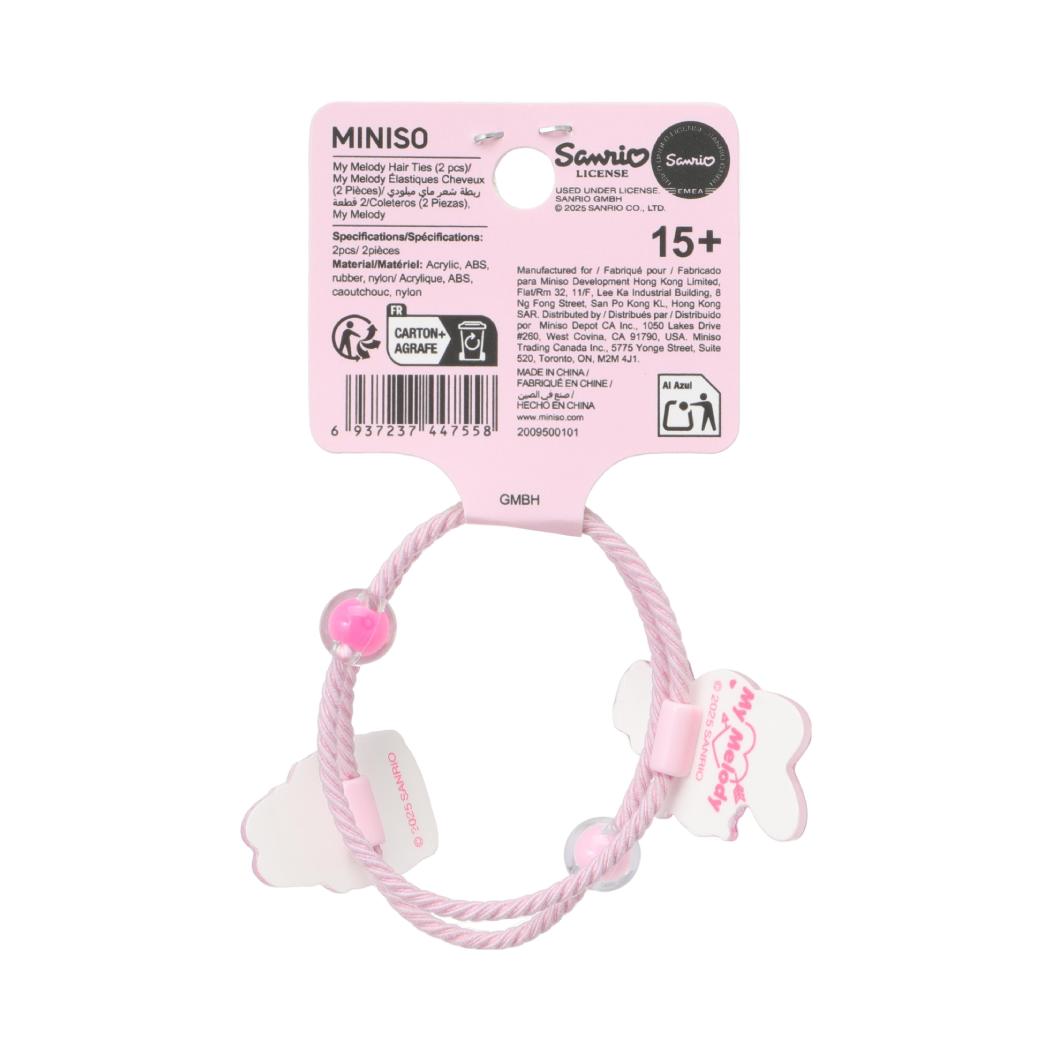 MINISO
My Melody Hair Ties (2 pcs)/
My Melody Élastiques Cheveux
(2 Pièces)/ ربطة شعر ماي ميلودي
2 قطعة/Coleteros (2 Piezas),
My Melody
Specifications/Spécifications:
2pcs/ 2pièces
Material/Matériel: Acrylic, ABS,
rubber, nylon/ Acrylique, ABS,
caoutchouc, nylon
FR
CARTON+
AGRAFE
6 937237 447558
Sanrio
LICENSE
Sanrio
EMEA
USED UNDER LICENSE.
SANRIO GMBH
© 2025 SANRIO CO., LTD.
15+
Manufactured for / Fabriqué pour / Fabricado
para Miniso Development Hong Kong Limited,
Flat/Rm 32, 11/F, Lee Ka Industrial Building, 8
Ng Fong Street, San Po Kong KL, Hong Kong
SAR. Distributed by / Distribués par / Distribuido
por Miniso Depot CA Inc., 1050 Lakes Drive
#260, West Covina, CA 91790, USA. Miniso
Trading Canada Inc., 5775 Yonge Street, Suite
520, Toronto, ON, M2M 4J1.
MADE IN CHINA /
FABRIQUÉ EN CHINE /
صنع في الصين /
HECHO EN CHINA
www.miniso.com
2009500101
Al Azul
GMBH
My Melody
© 2025 SANRIO
© 2025 SANRIO